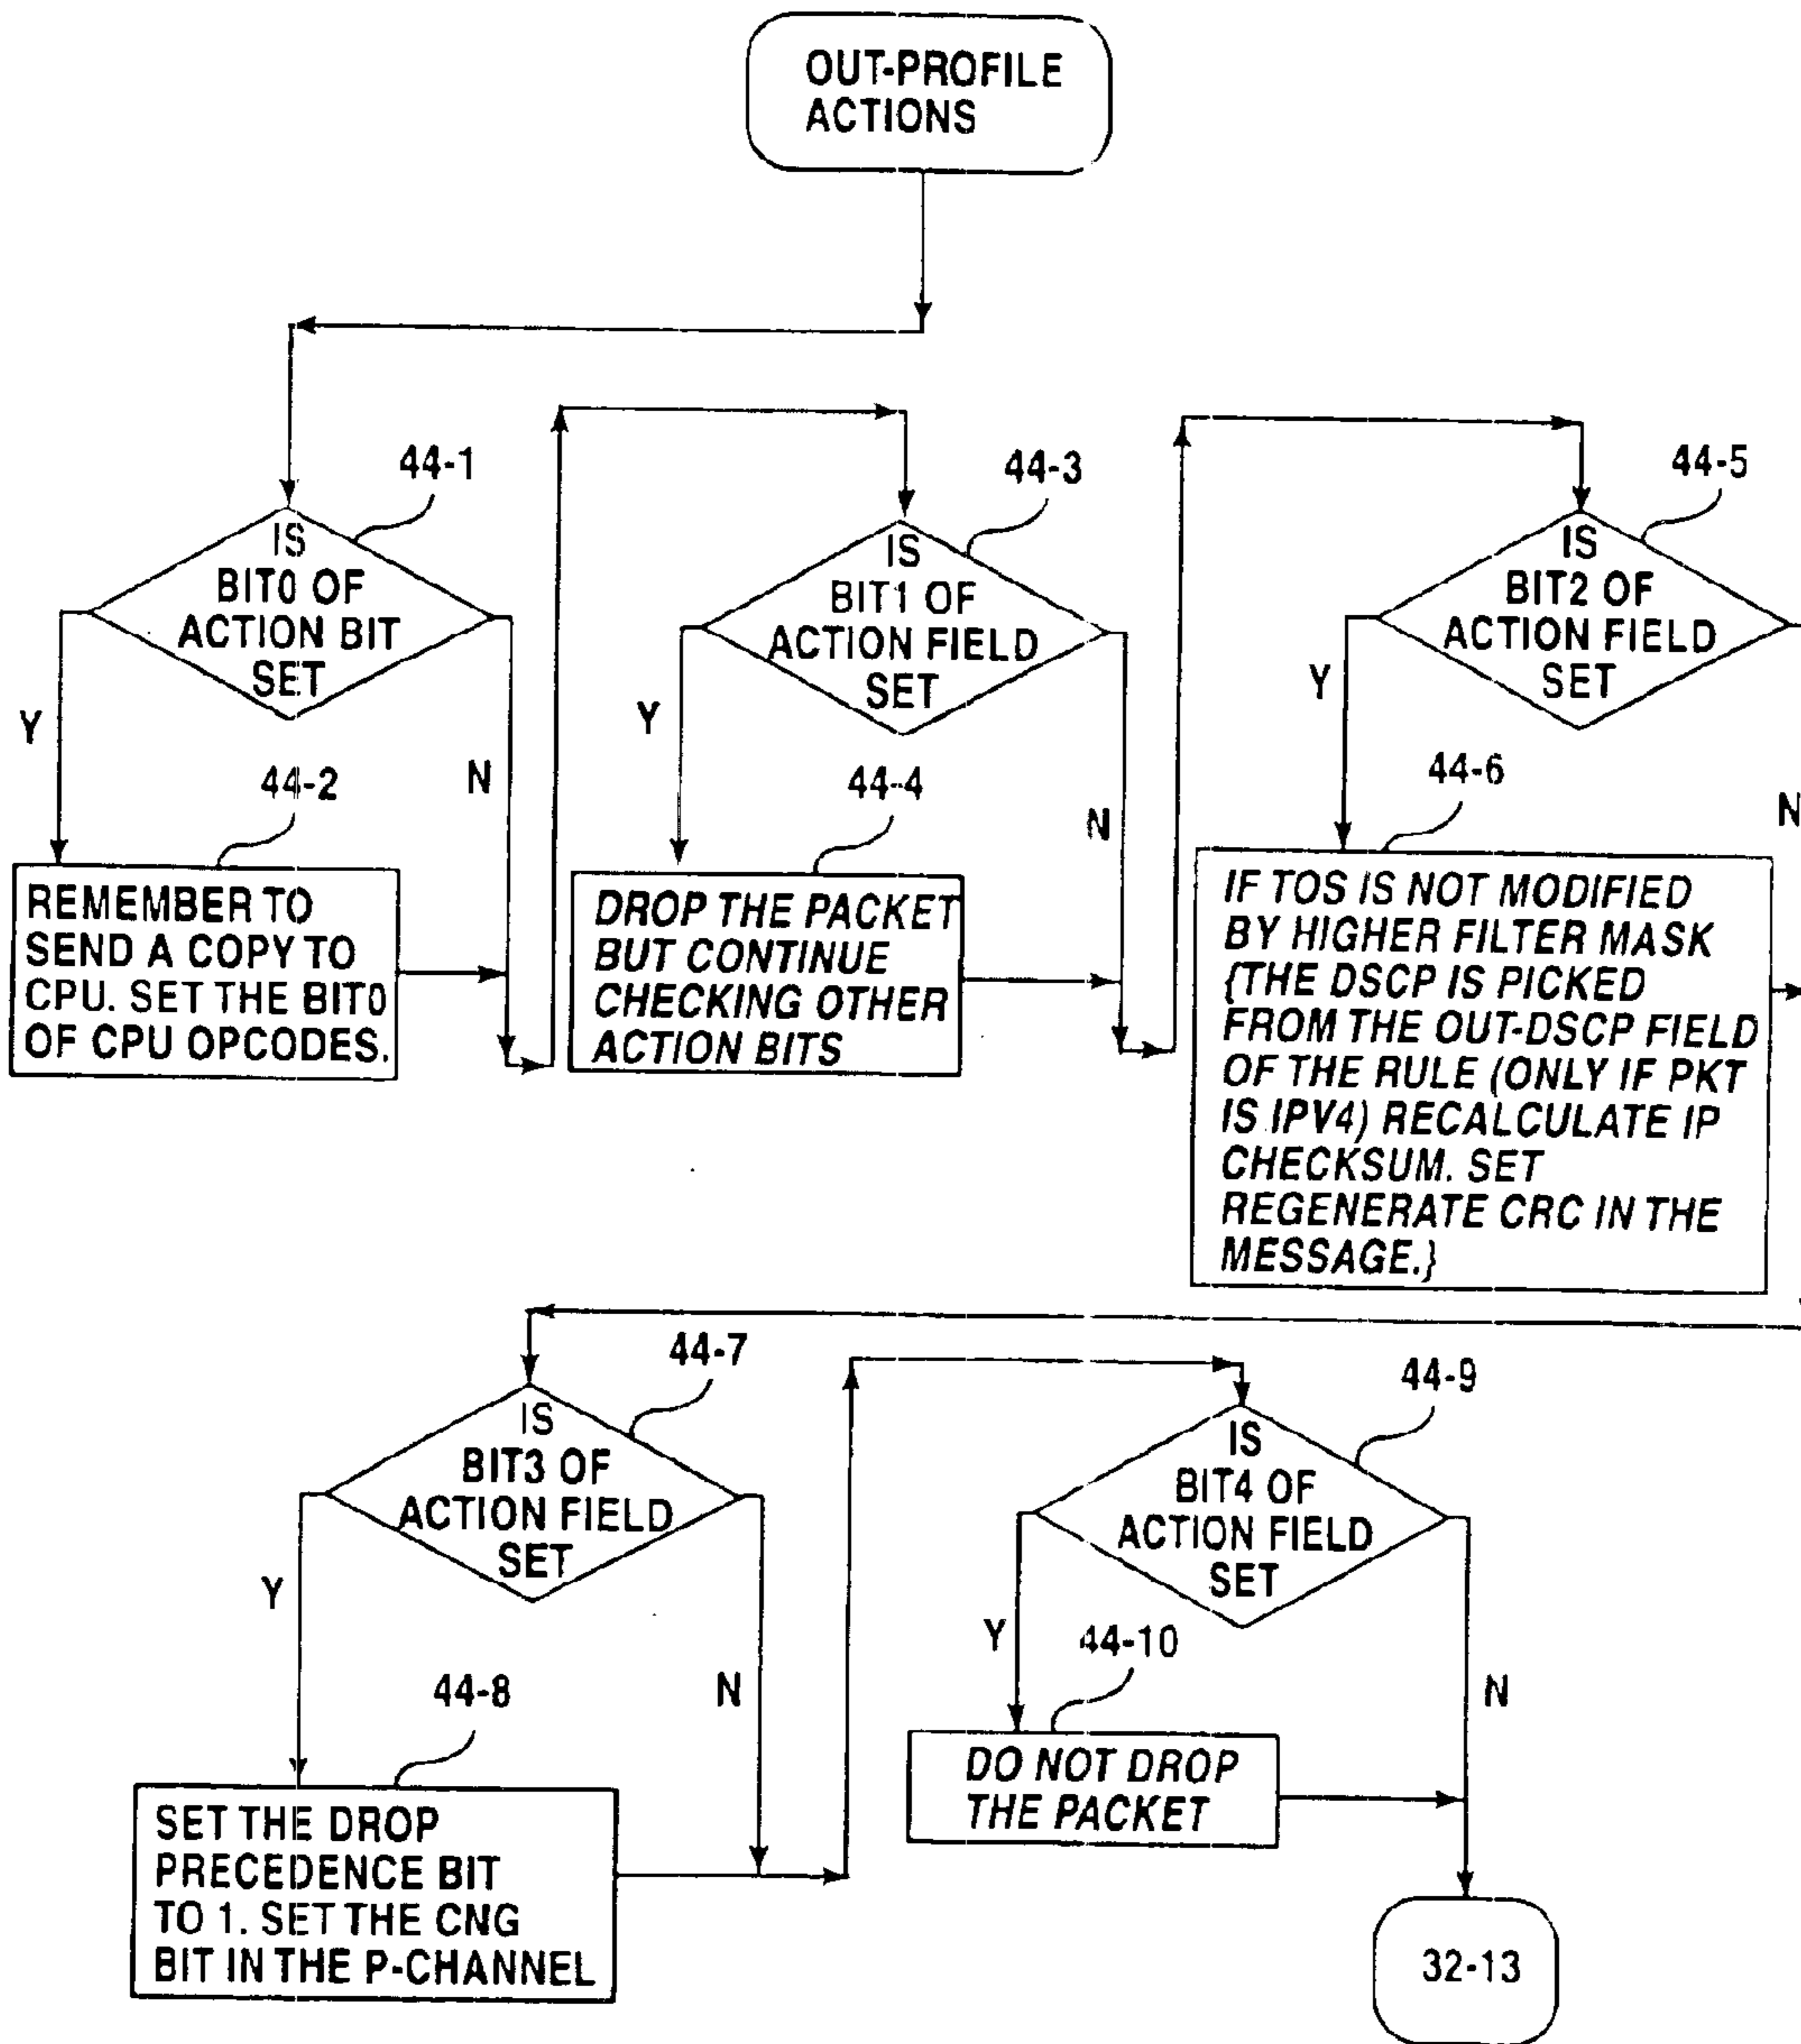 OUT-PROFILE
ACTIONS
44-1
IS
BIT0 OF
ACTION BIT
SET
Y
N
44-2
REMEMBER TO
SEND A COPY TO
CPU. SET THE BIT0
OF CPU OPCODES.
44-3
IS
BIT1 OF
ACTION FIELD
SET
Y
N
44-4
DROP THE PACKET
BUT CONTINUE
CHECKING OTHER
ACTION BITS
44-5
IS
BIT2 OF
ACTION FIELD
SET
Y
N
44-6
IF TOS IS NOT MODIFIED
BY HIGHER FILTER MASK
{THE DSCP IS PICKED
FROM THE OUT-DSCP FIELD
OF THE RULE (ONLY IF PKT
IS IPV4) RECALCULATE IP
CHECKSUM. SET
REGENERATE CRC IN THE
MESSAGE.}
44-7
IS
BIT3 OF
ACTION FIELD
SET
Y
N
44-8
SET THE DROP
PRECEDENCE BIT
TO 1. SET THE CNG
BIT IN THE P-CHANNEL
44-9
IS
BIT4 OF
ACTION FIELD
SET
Y
N
44-10
DO NOT DROP
THE PACKET
32-13